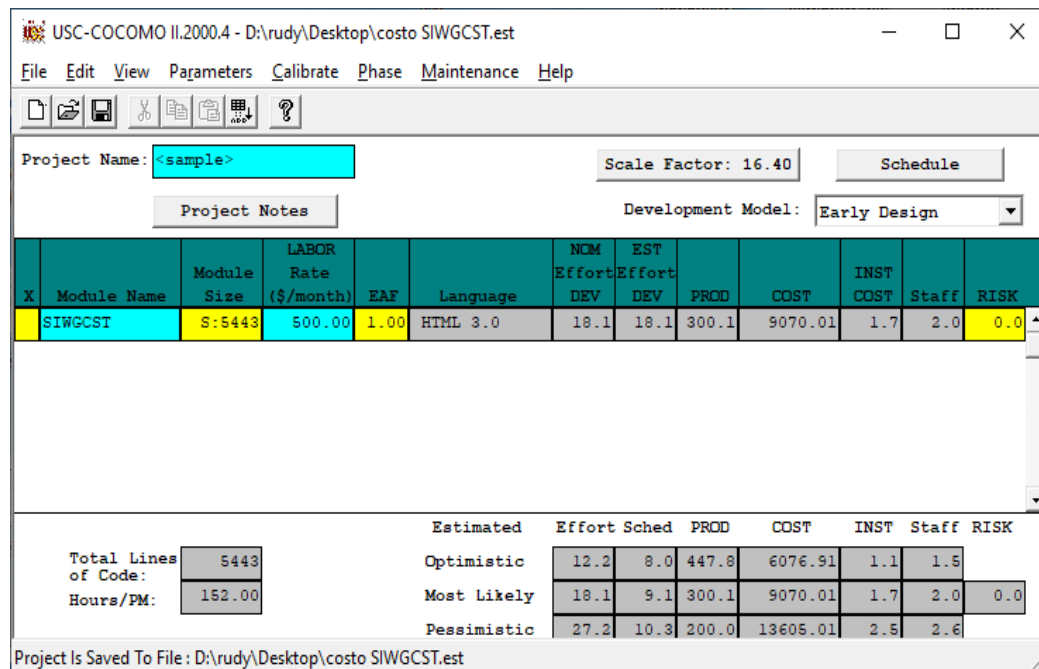 USC-COCOMO II.2000.4 - D:\rudy\Desktop\costo SIWGCST.est
File Edit View Parameters Calibrate Phase Maintenance Help
Project Name: <sample> Scale Factor: 16.40 Schedule
Project Notes Development Model: Early Design
X Module Name Module Size LABOR Rate ($/month) EAF Language NOM Effort DEV EST Effort DEV PROD COST INST COST Staff RISK
SIWGCST S:5443 500.00 1.00 HTML 3.0 18.1 18.1 300.1 9070.01 1.7 2.0 0.0
Estimated Effort Sched PROD COST INST Staff RISK
Total Lines of Code: 5443 Optimistic 12.2 8.0 447.8 6076.91 1.1 1.5
Hours/PM: 152.00 Most Likely 18.1 9.1 300.1 9070.01 1.7 2.0 0.0
Pessimistic 27.2 10.3 200.0 13605.01 2.5 2.6
Project Is Saved To File : D:\rudy\Desktop\costo SIWGCST.est